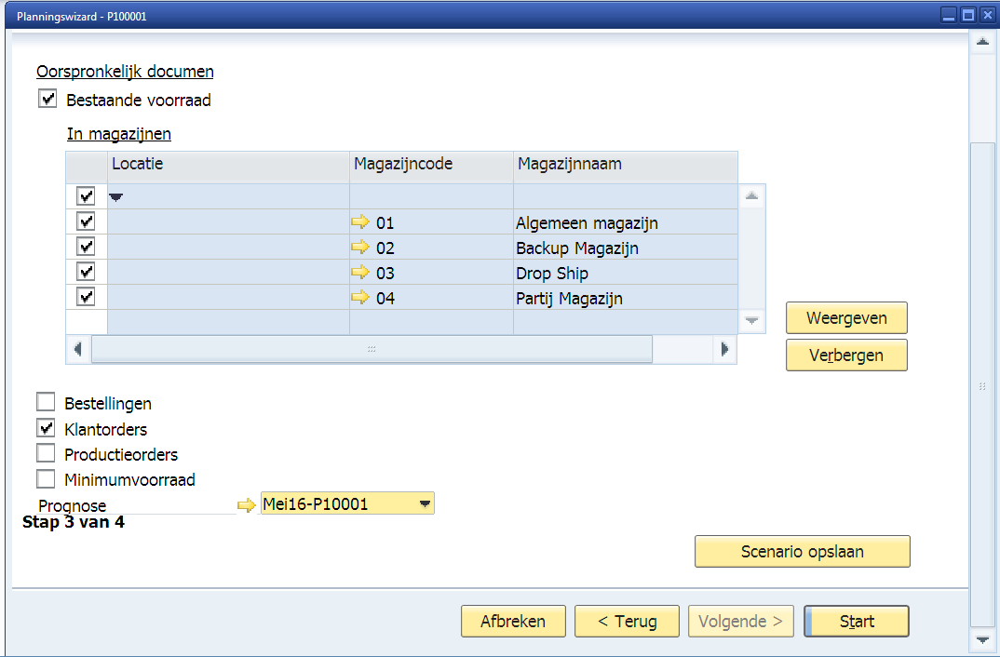 Planningswizard - P100001
Oorspronkelijk documen
Bestaande voorraad
In magazijnen
Locatie Magazijncode Magazijnnaam
01 Algemeen magazijn
02 Backup Magazijn
03 Drop Ship
04 Partij Magazijn
Weergeven
Verbergen
Bestellingen
Klantorders
Productieorders
Minimumvoorraad
Prognose Mei16-P10001
Stap 3 van 4
Scenario opslaan
Afbreken < Terug Volgende > Start